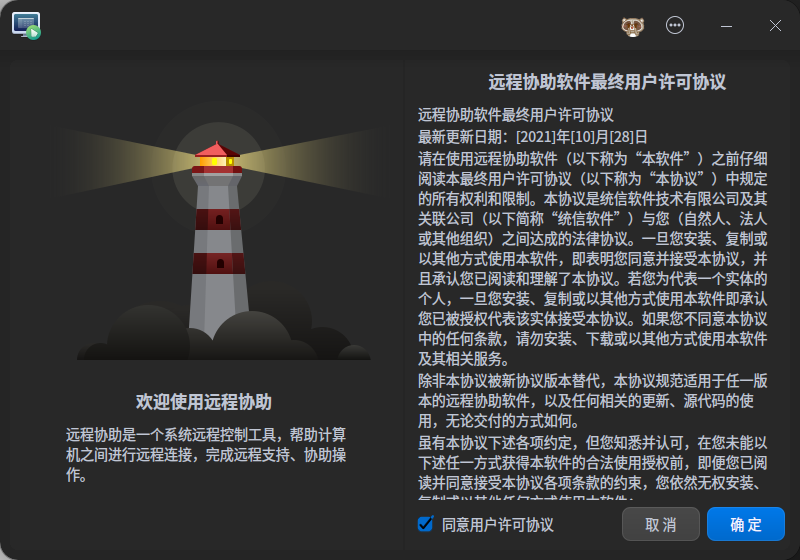 欢迎使用远程协助
远程协助是一个系统远程控制工具，帮助计算
机之间进行远程连接，完成远程支持、协助操
作。
远程协助软件最终用户许可协议
远程协助软件最终用户许可协议
最新更新日期：[2021]年[10]月[28]日
请在使用远程协助软件（以下称为“本软件”）之前仔细
阅读本最终用户许可协议（以下称为“本协议”）中规定
的所有权利和限制。本协议是统信软件技术有限公司及其
关联公司（以下简称“统信软件”）与您（自然人、法人
或其他组织）之间达成的法律协议。一旦您安装、复制或
以其他方式使用本软件，即表明您同意并接受本协议，并
且承认您已阅读和理解了本协议。若您为代表一个实体的
个人，一旦您安装、复制或以其他方式使用本软件即承认
您已被授权代表该实体接受本协议。如果您不同意本协议
中的任何条款，请勿安装、下载或以其他方式使用本软件
及其相关服务。
除非本协议被新协议版本替代，本协议规范适用于任一版
本的远程协助软件，以及任何相关的更新、源代码的使
用，无论交付的方式如何。
虽有本协议下述各项约定，但您知悉并认可，在您未能以
下述任一方式获得本软件的合法使用授权前，即便您已阅
读并同意接受本协议各项条款的约束，您依然无权安装、
复制或以其他任何方式使用本软件：
同意用户许可协议
取消
确定